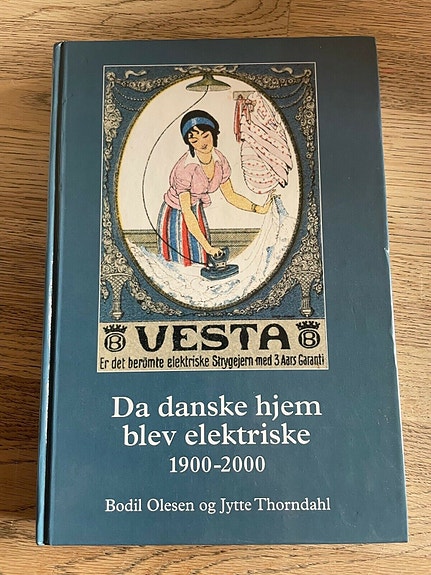 B VESTA B
Er det berömte elektriske Strygejern med 3 Aars Garanti
Da danske hjem
blev elektriske
1900-2000
Bodil Olesen og Jytte Thorndahl